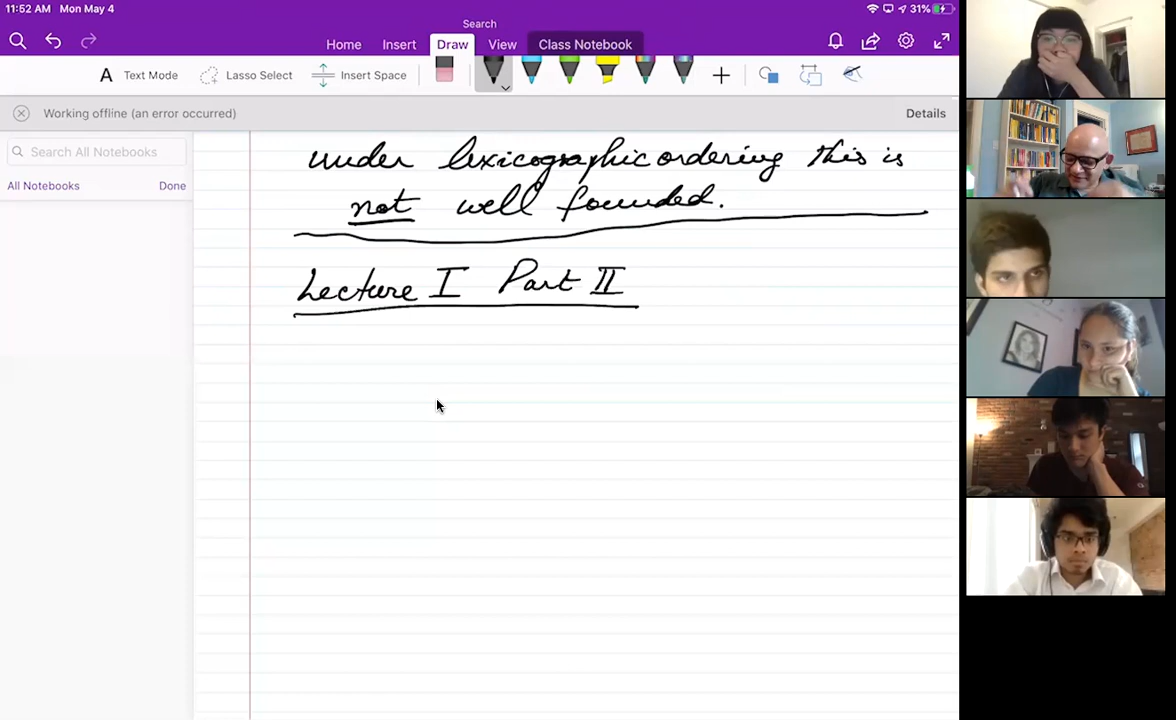 11:52 AM Mon May 4
31%
Search
Home Insert Draw View Class Notebook
Text Mode Lasso Select Insert Space
Working offline (an error occurred) Details
Search All Notebooks
All Notebooks Done
under lexicographic ordering this is
not well founded.
Lecture I Part II